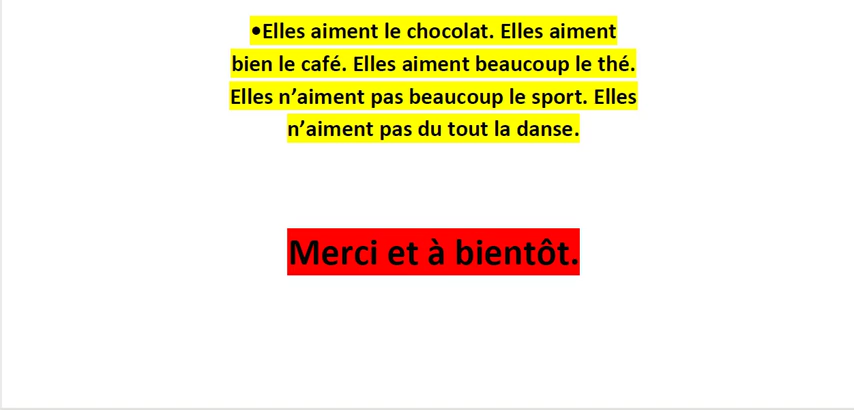 •Elles aiment le chocolat. Elles aiment
bien le café. Elles aiment beaucoup le thé.
Elles n’aiment pas beaucoup le sport. Elles
n’aiment pas du tout la danse.
Merci et à bientôt.